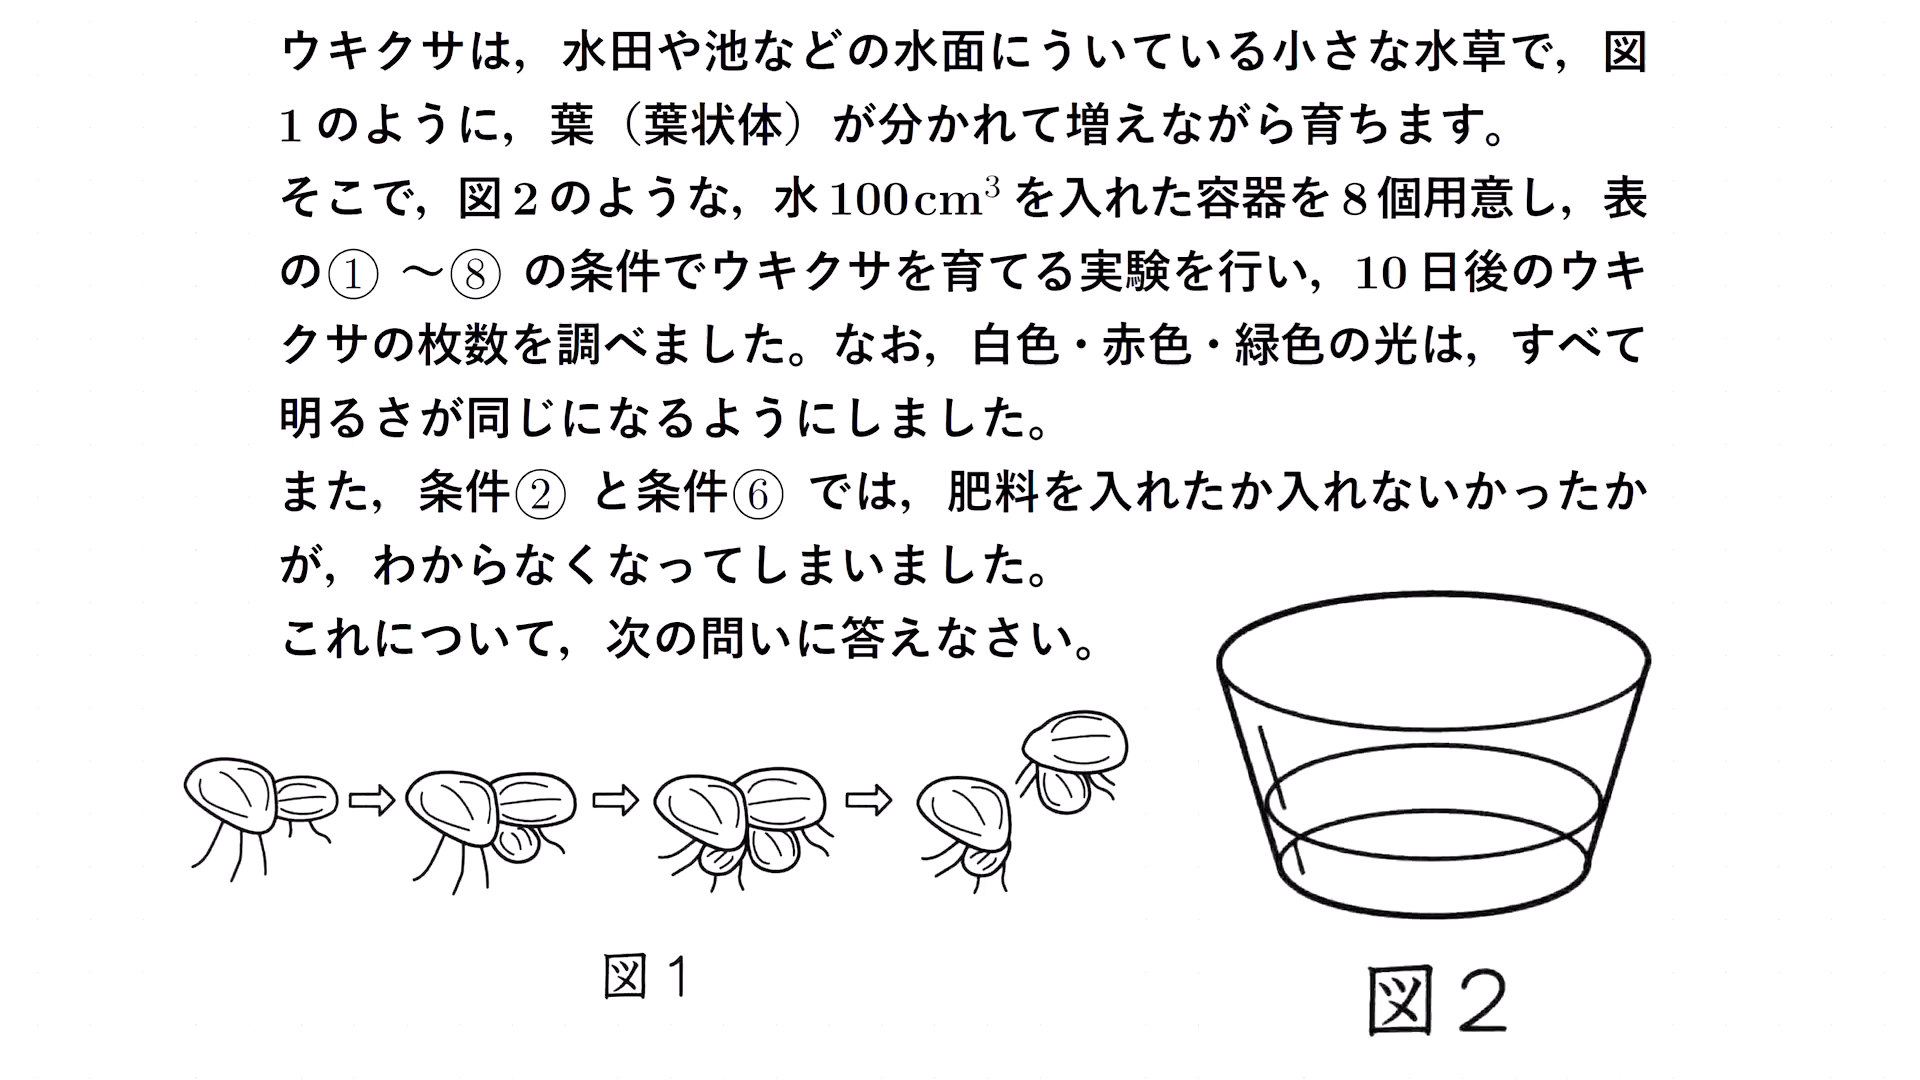 ウキクサは，水田や池などの水面にういている小さな水草で，図
1 のように，葉（葉状体）が分かれて増えながら育ちます。
そこで，図 2 のような，水 100 cm³ を入れた容器を 8 個用意し，表
の① ～⑧ の条件でウキクサを育てる実験を行い，10 日後のウキ
クサの枚数を調べました。なお，白色・赤色・緑色の光は，すべて
明るさが同じになるようにしました。
また，条件② と条件⑥ では，肥料を入れたか入れないかったか
が，わからなくなってしまいました。
これについて，次の問いに答えなさい。
図 1
図 2